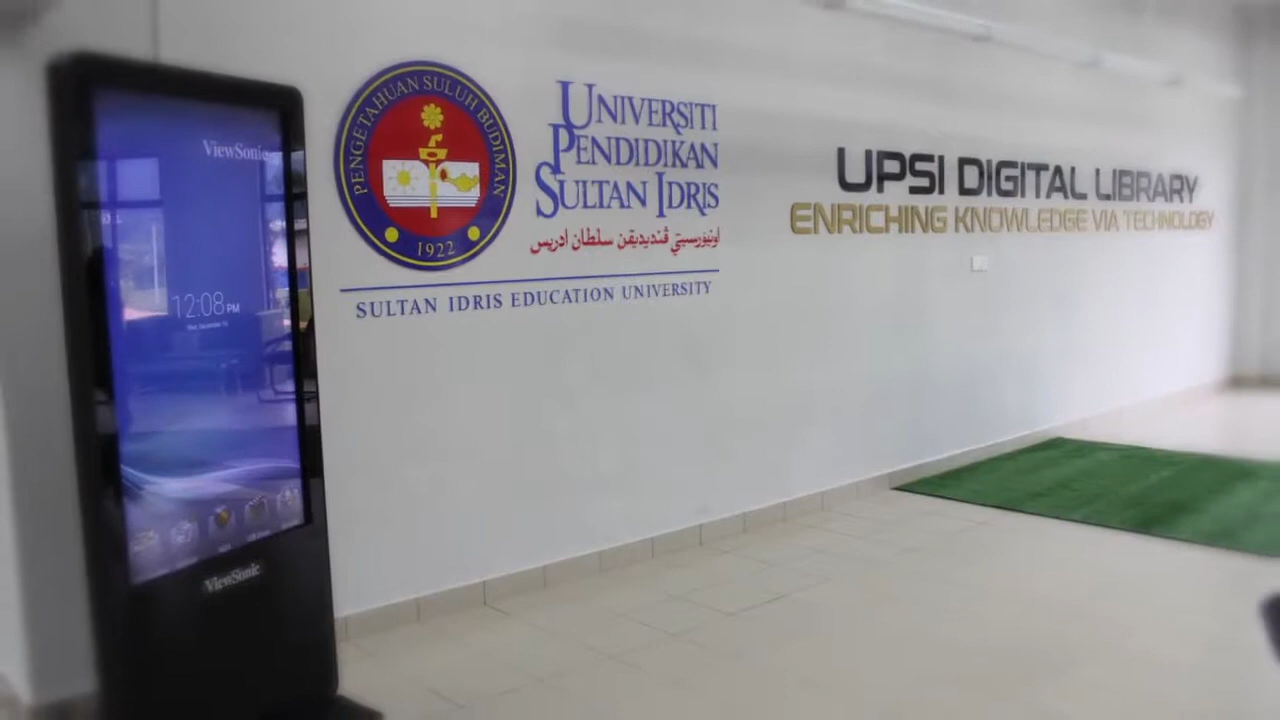 ViewSonic
12:08 PM
ViewSonic
PENGETAHUAN SULUH BUDIMAN
1922
UNIVERSITI
PENDIDIKAN
SULTAN IDRIS
اونيۏرسيتي ڤنديديقن سلطان ادريس
SULTAN IDRIS EDUCATION UNIVERSITY
UPSI DIGITAL LIBRARY
ENRICHING KNOWLEDGE VIA TECHNOLOGY